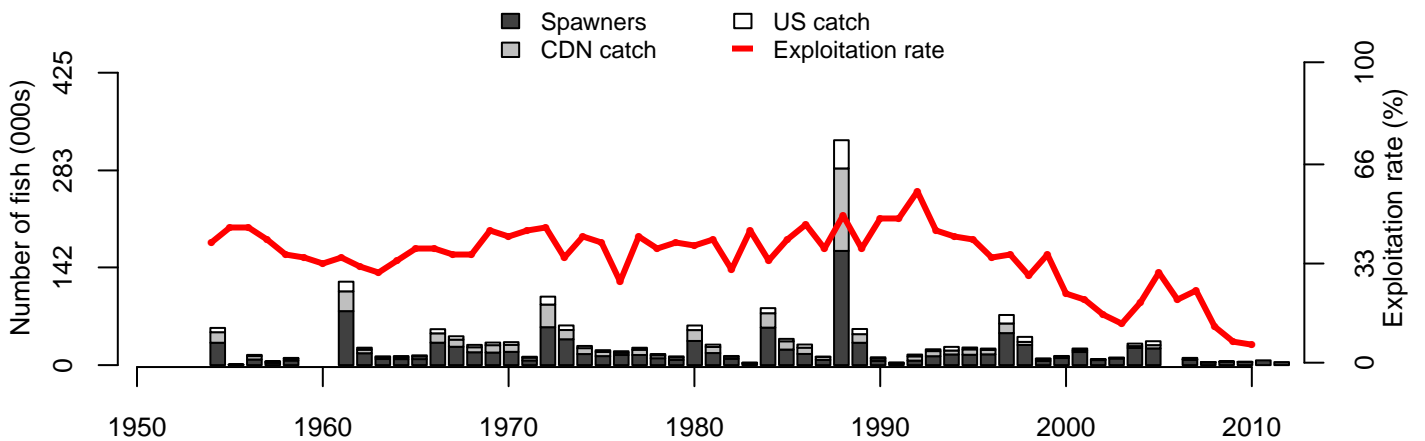 Spawners
CDN catch
US catch
Exploitation rate
Number of fish (000s)
425
283
142
0
100
66
33
0
Exploitation rate (%)
1950 1960 1970 1980 1990 2000 2010